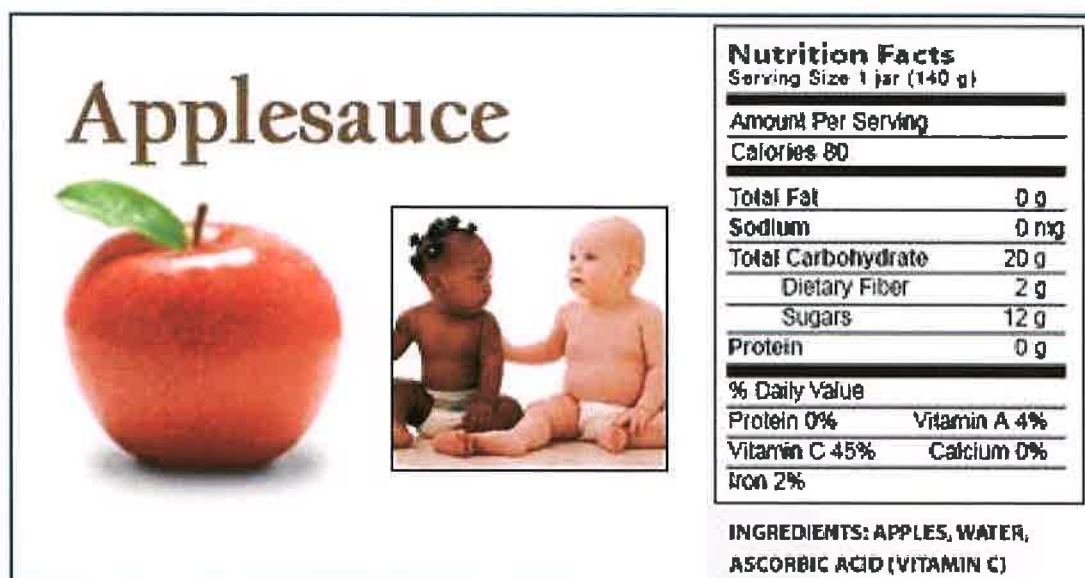 Applesauce
Nutrition Facts
Serving Size 1 jar (140 g)
Amount Per Serving
Calories 80
Total Fat 0 g
Sodium 0 mg
Total Carbohydrate 20 g
Dietary Fiber 2 g
Sugars 12 g
Protein 0 g
% Daily Value
Protein 0% Vitamin A 4%
Vitamin C 45% Calcium 0%
Iron 2%
INGREDIENTS: APPLES, WATER,
ASCORBIC ACID (VITAMIN C)